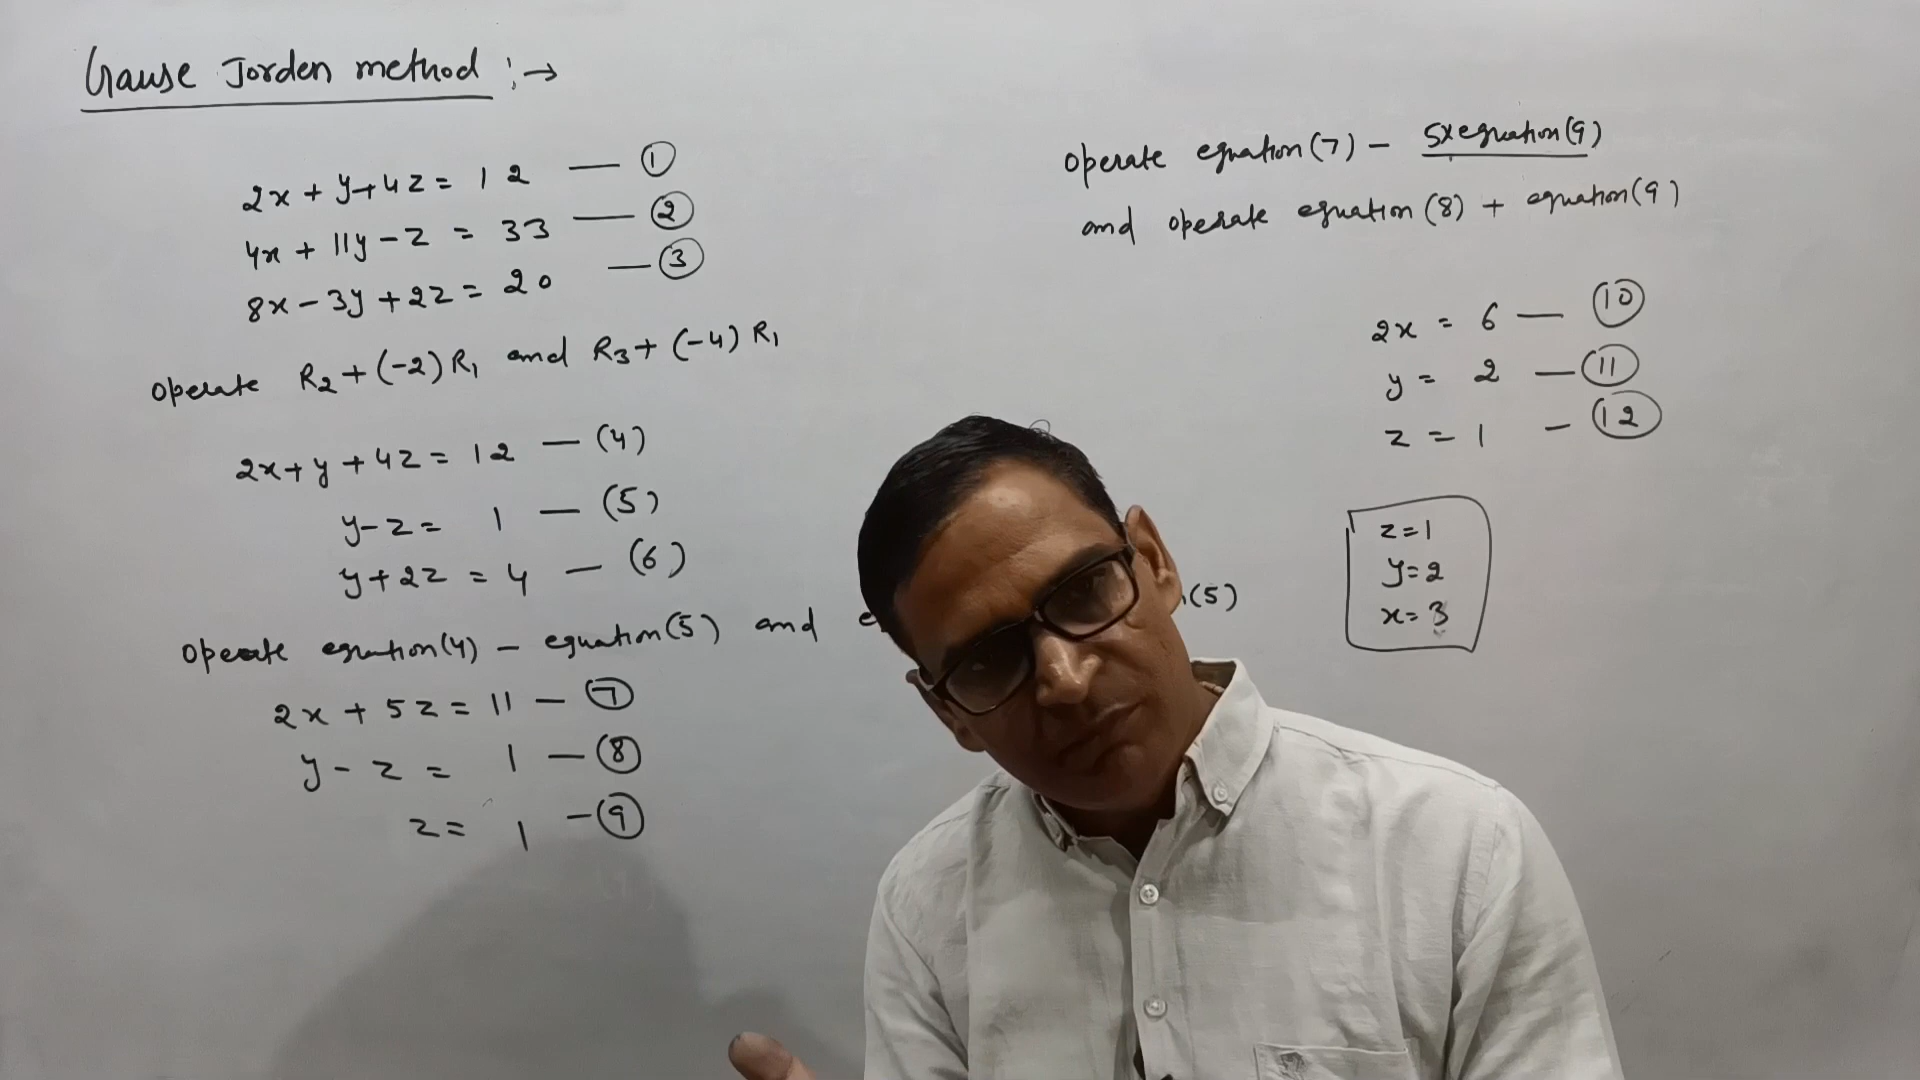 Gause Jorden method :→
2x + y + 4z = 12 — ①
4x + 11y - z = 33 — ②
8x - 3y + 2z = 20 — ③
operate R₂ + (-2) R₁ and R₃ + (-4) R₁
2x + y + 4z = 12 — (4)
y - z = 1 — (5)
y + 2z = 4 — (6)
operate equation(4) - equation(5) and (5)
2x + 5z = 11 — ⑦
y - z = 1 — ⑧
z = 1 — ⑨
operate equation(7) - 5xequation(9)
and operate equation (8) + equation(9)
2x = 6 — ⑩
y = 2 — ⑪
z = 1 — ⑫
z=1
y=2
x=3